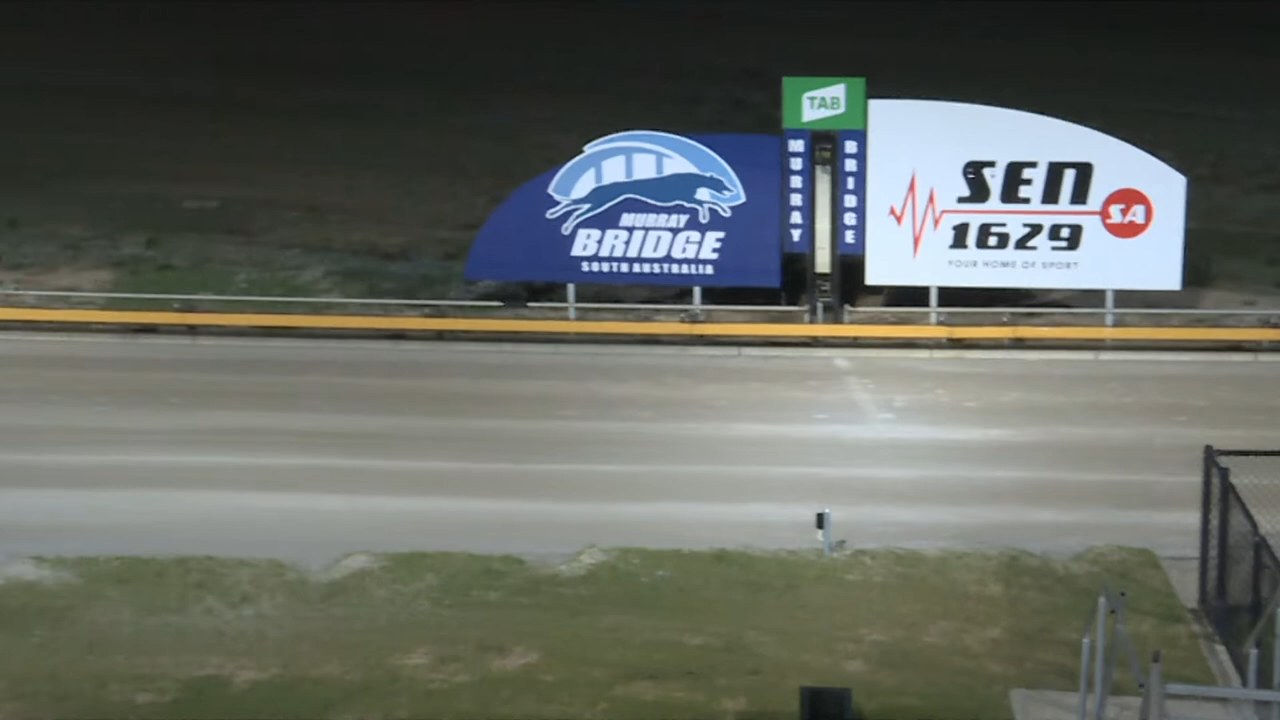 TAB
MURRAY
BRIDGE
MURRAY
BRIDGE
SOUTH AUSTRALIA
SEN
SA
1629
YOUR HOME OF SPORT